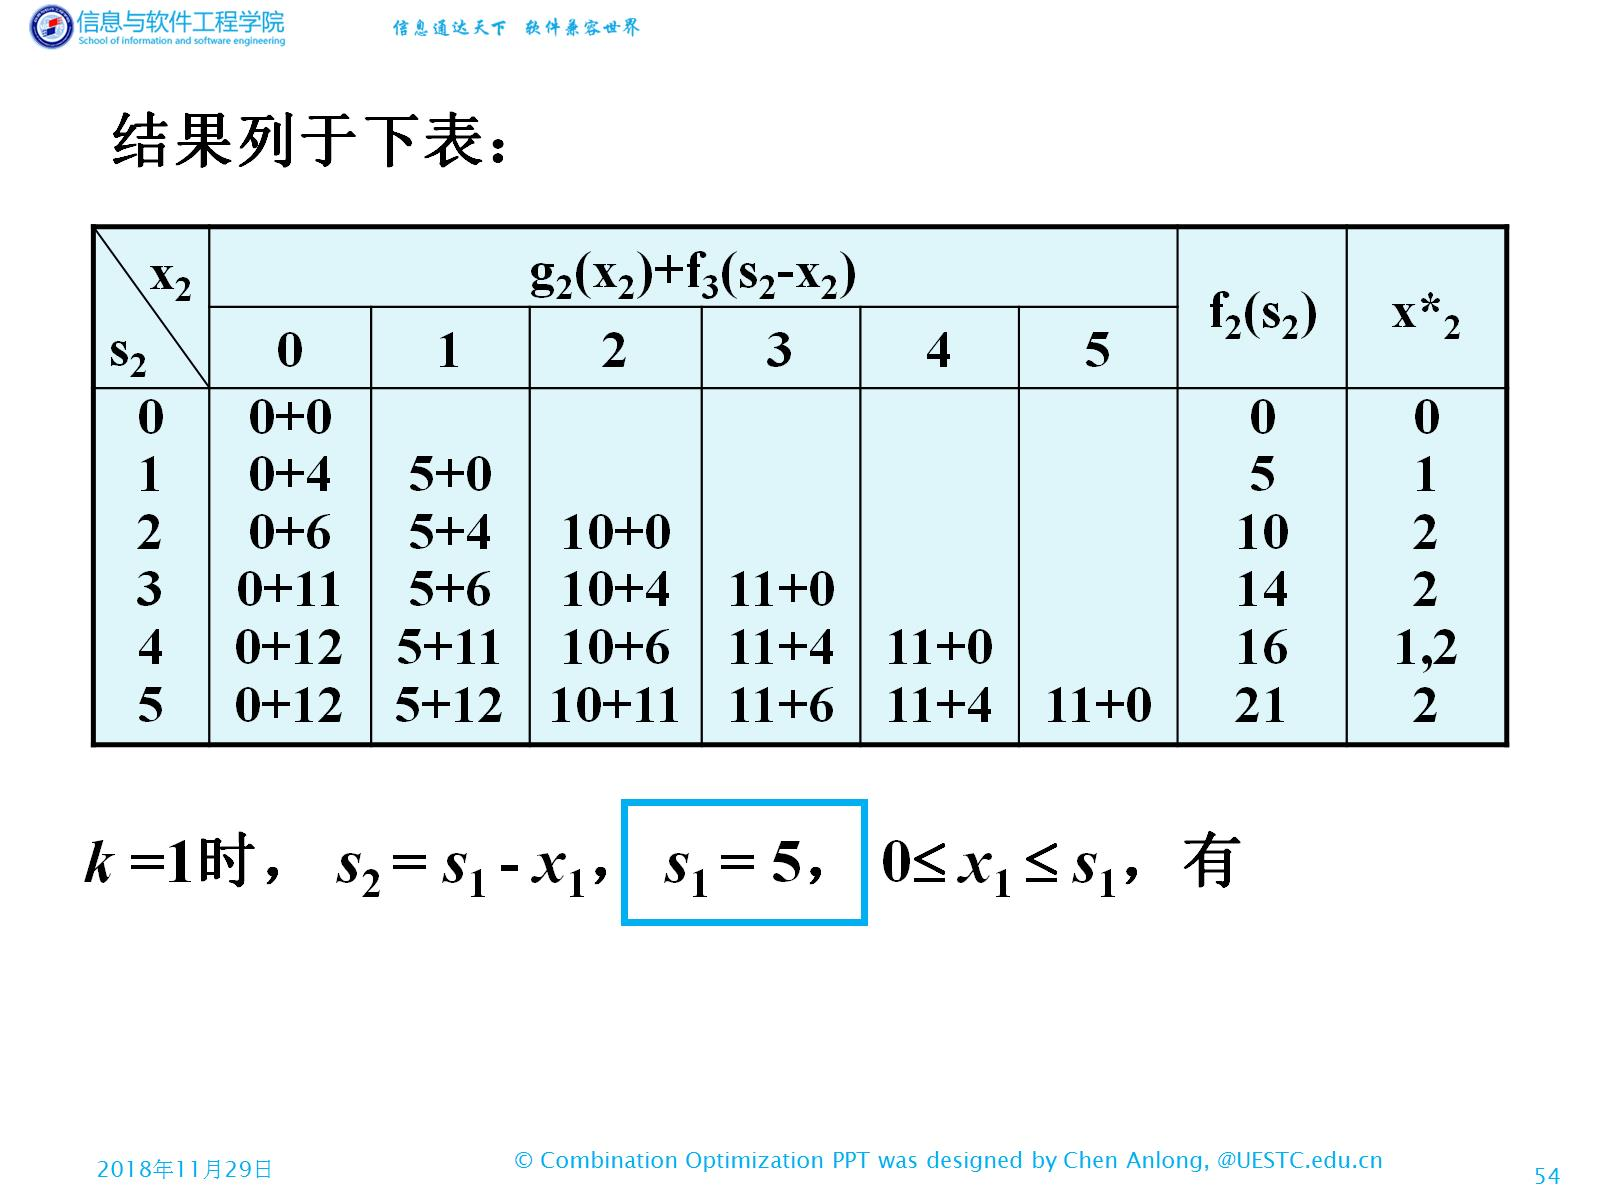 信息与软件工程学院
School of information and software engineering
信息通达天下 软件兼容世界
结果列于下表：
x2 g2(x2)+f3(s2-x2) f2(s2) x*2
s2 0 1 2 3 4 5
0 0+0 0 0
1 0+4 5+0 5 1
2 0+6 5+4 10+0 10 2
3 0+11 5+6 10+4 11+0 14 2
4 0+12 5+11 10+6 11+4 11+0 16 1,2
5 0+12 5+12 10+11 11+6 11+4 11+0 21 2
k =1时， s2 = s1 - x1， s1 = 5， 0≤ x1 ≤ s1，有
2018年11月29日
© Combination Optimization PPT was designed by Chen Anlong, @UESTC.edu.cn
54